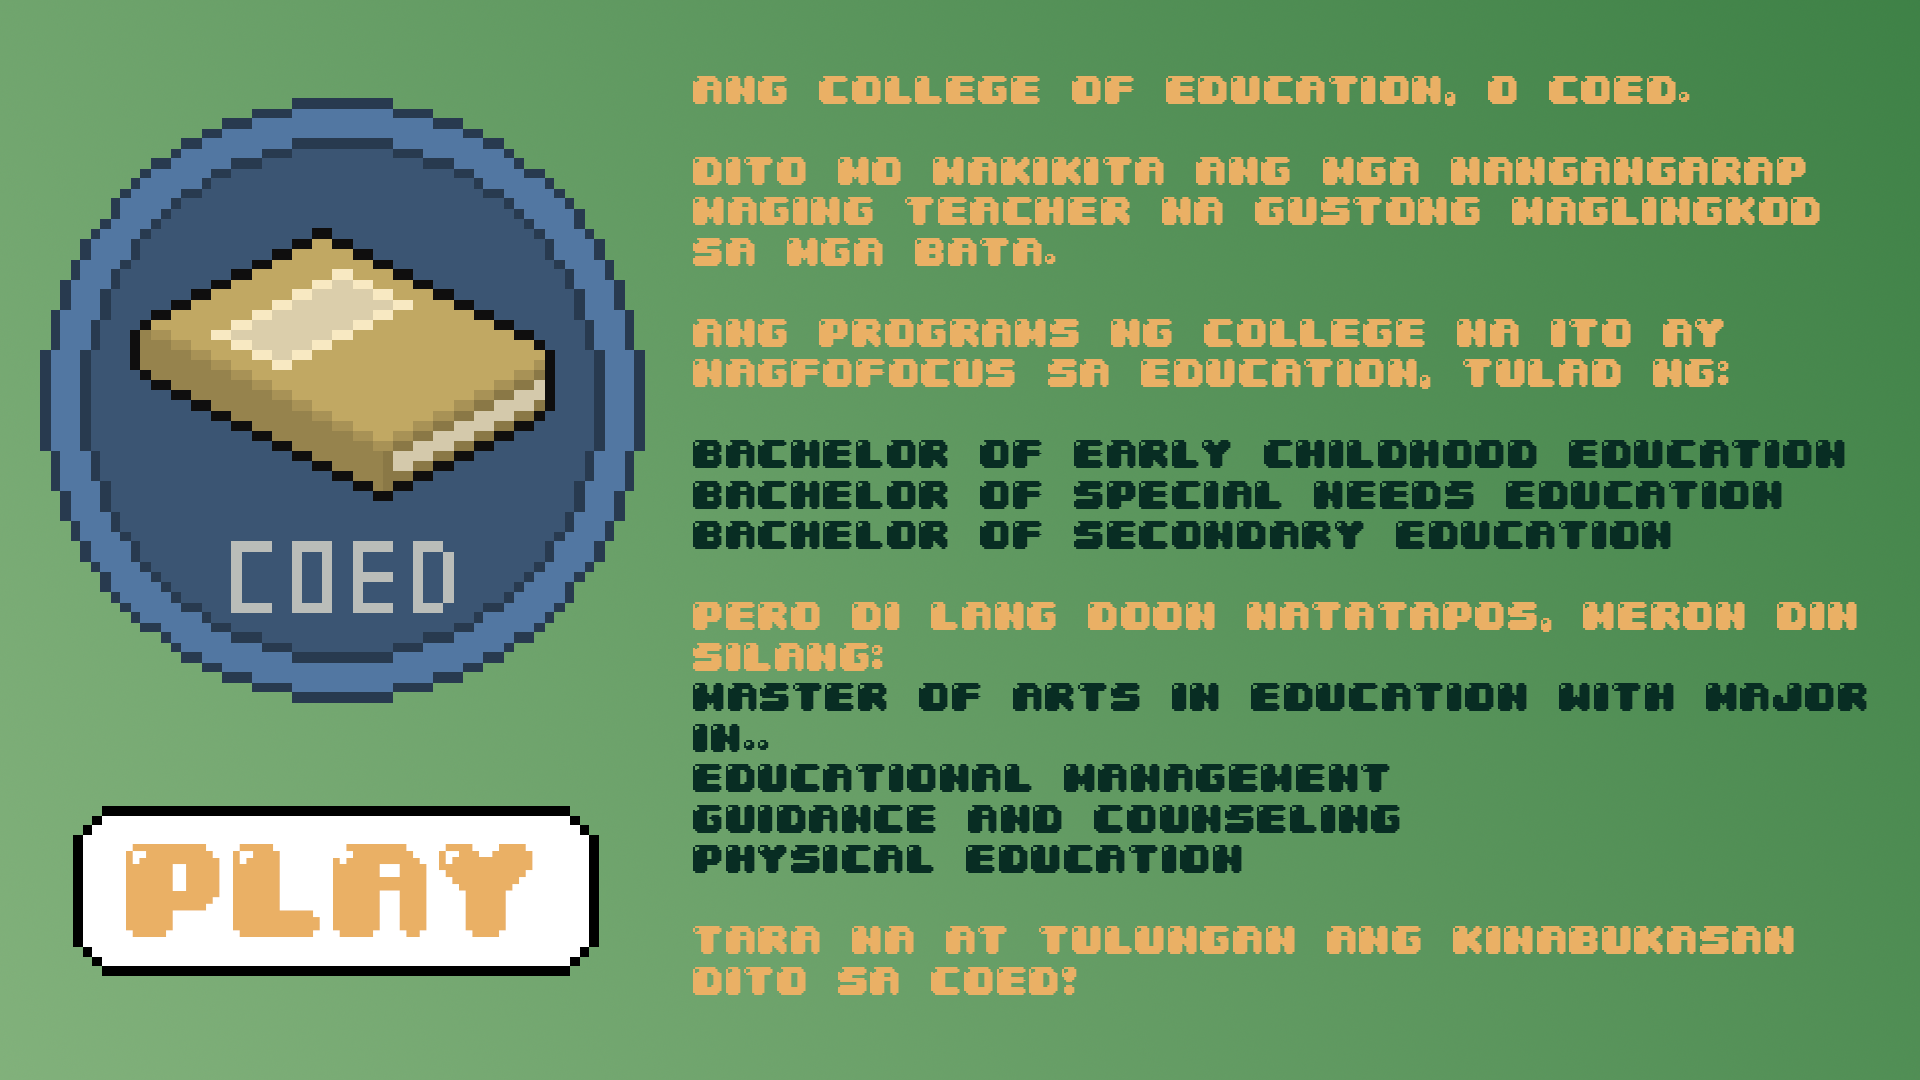 ANG COLLEGE OF EDUCATION, O COED.
DITO MO MAKIKITA ANG MGA NANGANGARAP
MAGING TEACHER NA GUSTONG MAGLINGKOD
SA MGA BATA.
ANG PROGRAMS NG COLLEGE NA ITO AY
NAGFOFOCUS SA EDUCATION, TULAD NG:
BACHELOR OF EARLY CHILDHOOD EDUCATION
BACHELOR OF SPECIAL NEEDS EDUCATION
BACHELOR OF SECONDARY EDUCATION
PERO DI LANG DOON NATATAPOS, MERON DIN
SILANG:
MASTER OF ARTS IN EDUCATION WITH MAJOR
IN..
EDUCATIONAL MANAGEMENT
GUIDANCE AND COUNSELING
PHYSICAL EDUCATION
TARA NA AT TULUNGAN ANG KINABUKASAN
DITO SA COED!
COED
PLAY